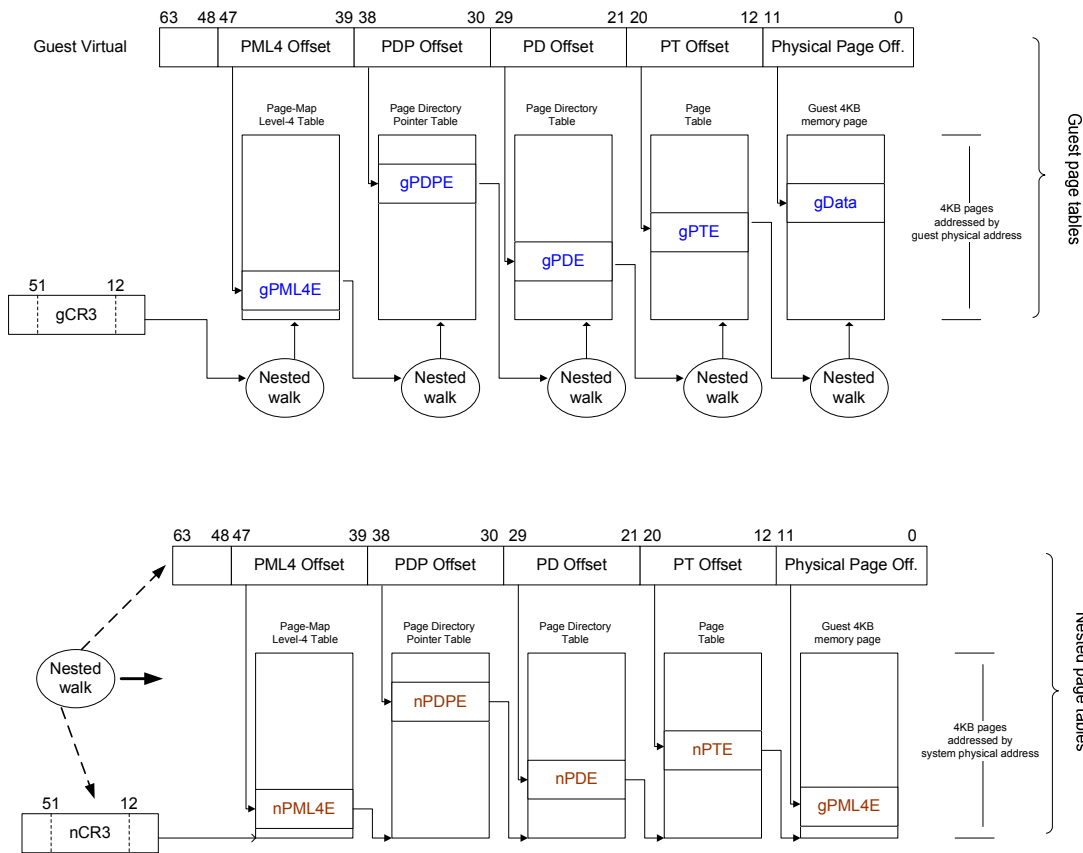 63 48 47 39 38 30 29 21 20 12 11 0
Guest Virtual
PML4 Offset
PDP Offset
PD Offset
PT Offset
Physical Page Off.
Page-Map
Level-4 Table
Page Directory
Pointer Table
Page Directory
Table
Page
Table
Guest 4KB
memory page
gPDPE
gData
gPTE
gPDE
gPML4E
4KB pages
addressed by
guest physical address
Guest page tables
51 12
gCR3
Nested
walk
Nested
walk
Nested
walk
Nested
walk
Nested
walk
63 48 47 39 38 30 29 21 20 12 11 0
PML4 Offset
PDP Offset
PD Offset
PT Offset
Physical Page Off.
Page-Map
Level-4 Table
Page Directory
Pointer Table
Page Directory
Table
Page
Table
Guest 4KB
memory page
Nested
walk
nPDPE
nPTE
nPDE
nPML4E
gPML4E
4KB pages
addressed by
system physical address
Nested page tables
51 12
nCR3